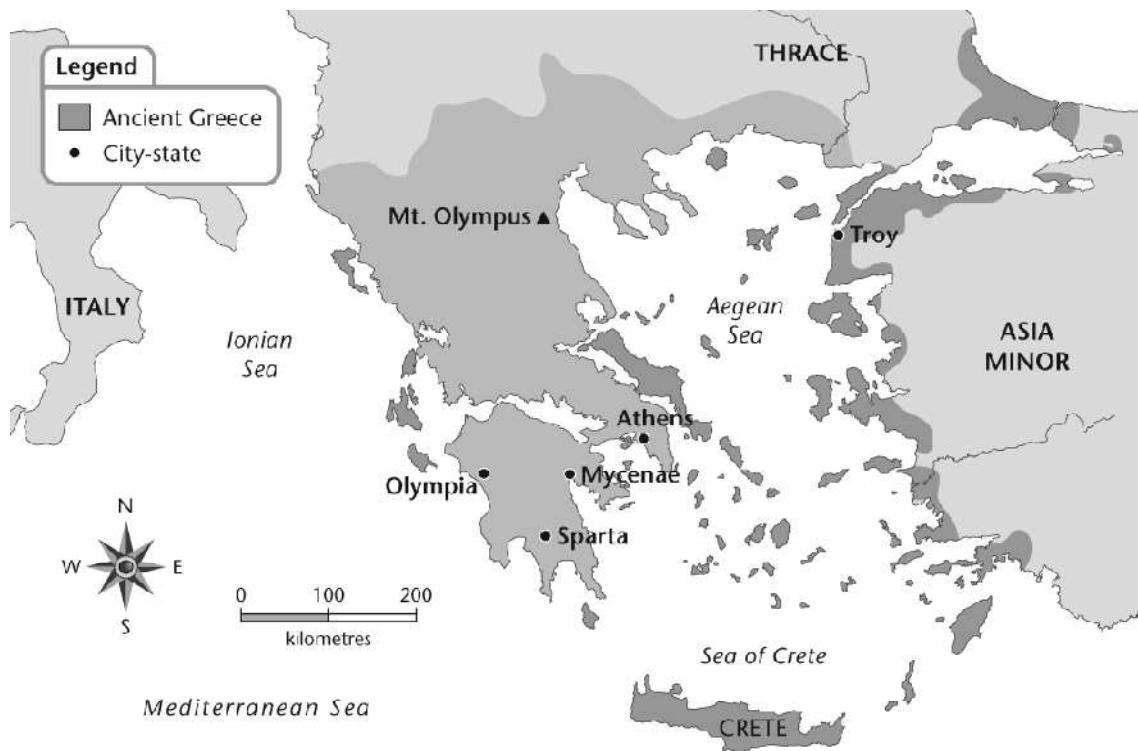 THRACE
Legend
Ancient Greece
City-state
Mt. Olympus
Troy
ITALY
Ionian
Sea
Aegean
Sea
ASIA
MINOR
Athens
Olympia
Mycenae
Sparta
N
W E
S
0 100 200
kilometres
Sea of Crete
Mediterranean Sea
CRETE